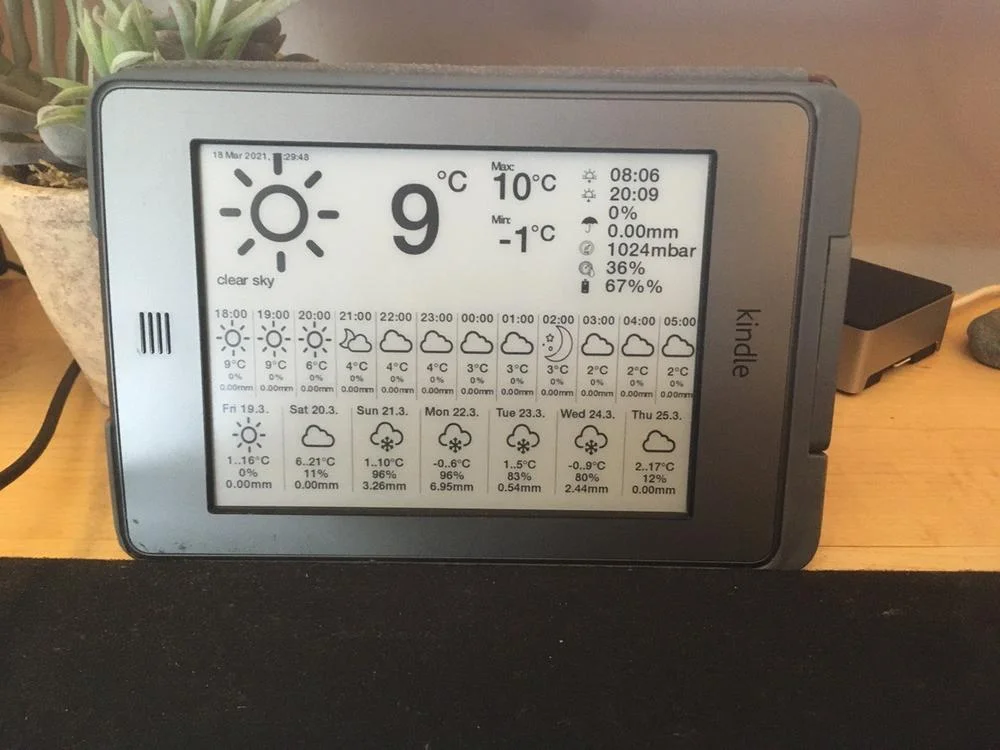 18 Mar 2021, :29:48
9 °C
Max:
10°C
Min:
-1°C
08:06
20:09
0%
0.00mm
1024mbar
36%
67%%
clear sky
18:00 19:00 20:00 21:00 22:00 23:00 00:00 01:00 02:00 03:00 04:00 05:00
9°C 9°C 6°C 4°C 4°C 4°C 3°C 3°C 3°C 2°C 2°C 2°C
0% 0% 0% 0% 0% 0% 0% 0% 0% 0% 0% 0%
0.00mm 0.00mm 0.00mm 0.00mm 0.00mm 0.00mm 0.00mm 0.00mm 0.00mm 0.00mm 0.00mm 0.00mm
Fri 19.3. Sat 20.3. Sun 21.3. Mon 22.3. Tue 23.3. Wed 24.3. Thu 25.3.
1..16°C 6..21°C 1..10°C -0..6°C 1..5°C -0..9°C 2..17°C
0% 11% 96% 96% 83% 80% 12%
0.00mm 0.00mm 3.26mm 6.95mm 0.54mm 2.44mm 0.00mm
kindle